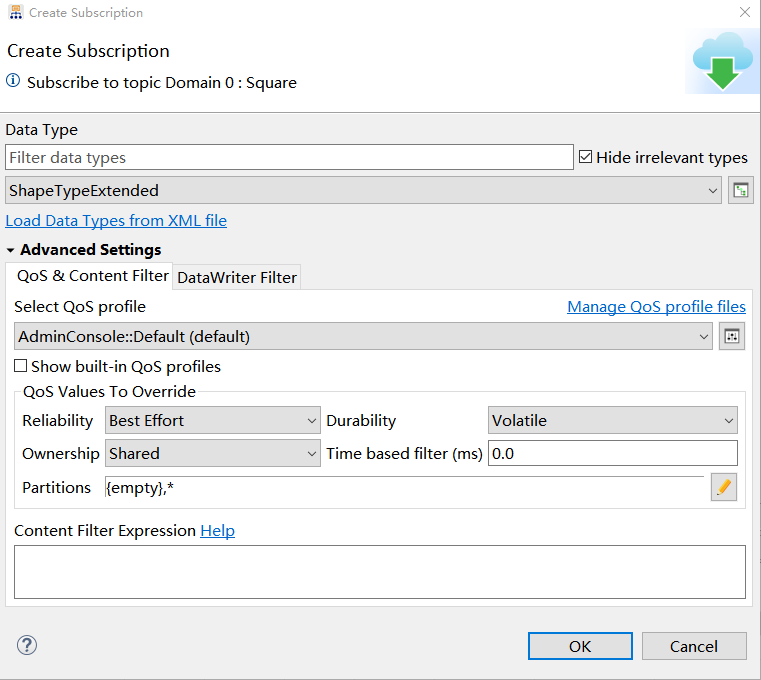 Create Subscription
Create Subscription
Subscribe to topic Domain 0 : Square
Data Type
Filter data types
Hide irrelevant types
ShapeTypeExtended
Load Data Types from XML file
Advanced Settings
QoS & Content Filter DataWriter Filter
Select QoS profile Manage QoS profile files
AdminConsole::Default (default)
Show built-in QoS profiles
QoS Values To Override
Reliability Best Effort Durability Volatile
Ownership Shared Time based filter (ms) 0.0
Partitions {empty},*
Content Filter Expression Help
OK Cancel